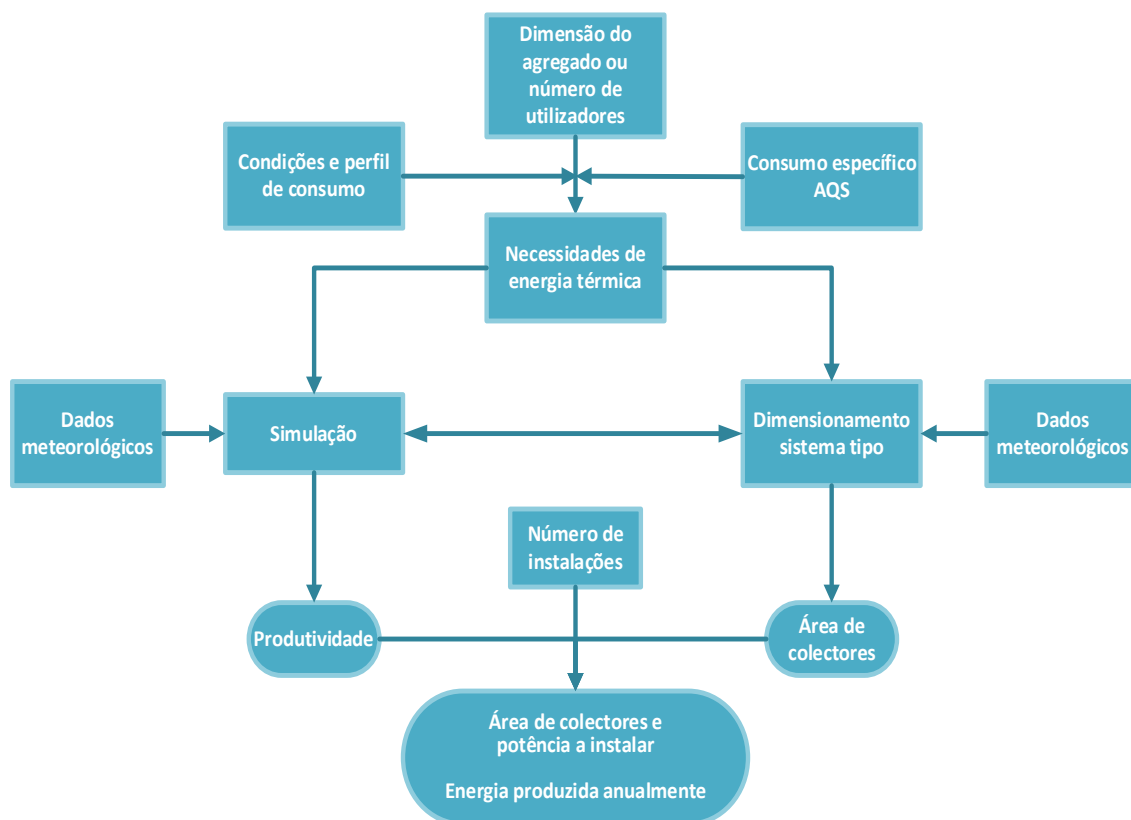 Dimensão do
agregado ou
número de
utilizadores
Condições e perfil
de consumo
Consumo específico
AQS
Necessidades de
energia térmica
Dados
meteorológicos
Simulação
Dimensionamento
sistema tipo
Dados
meteorológicos
Número de
instalações
Produtividade
Área de
colectores
Área de colectores e
potência a instalar
Energia produzida anualmente